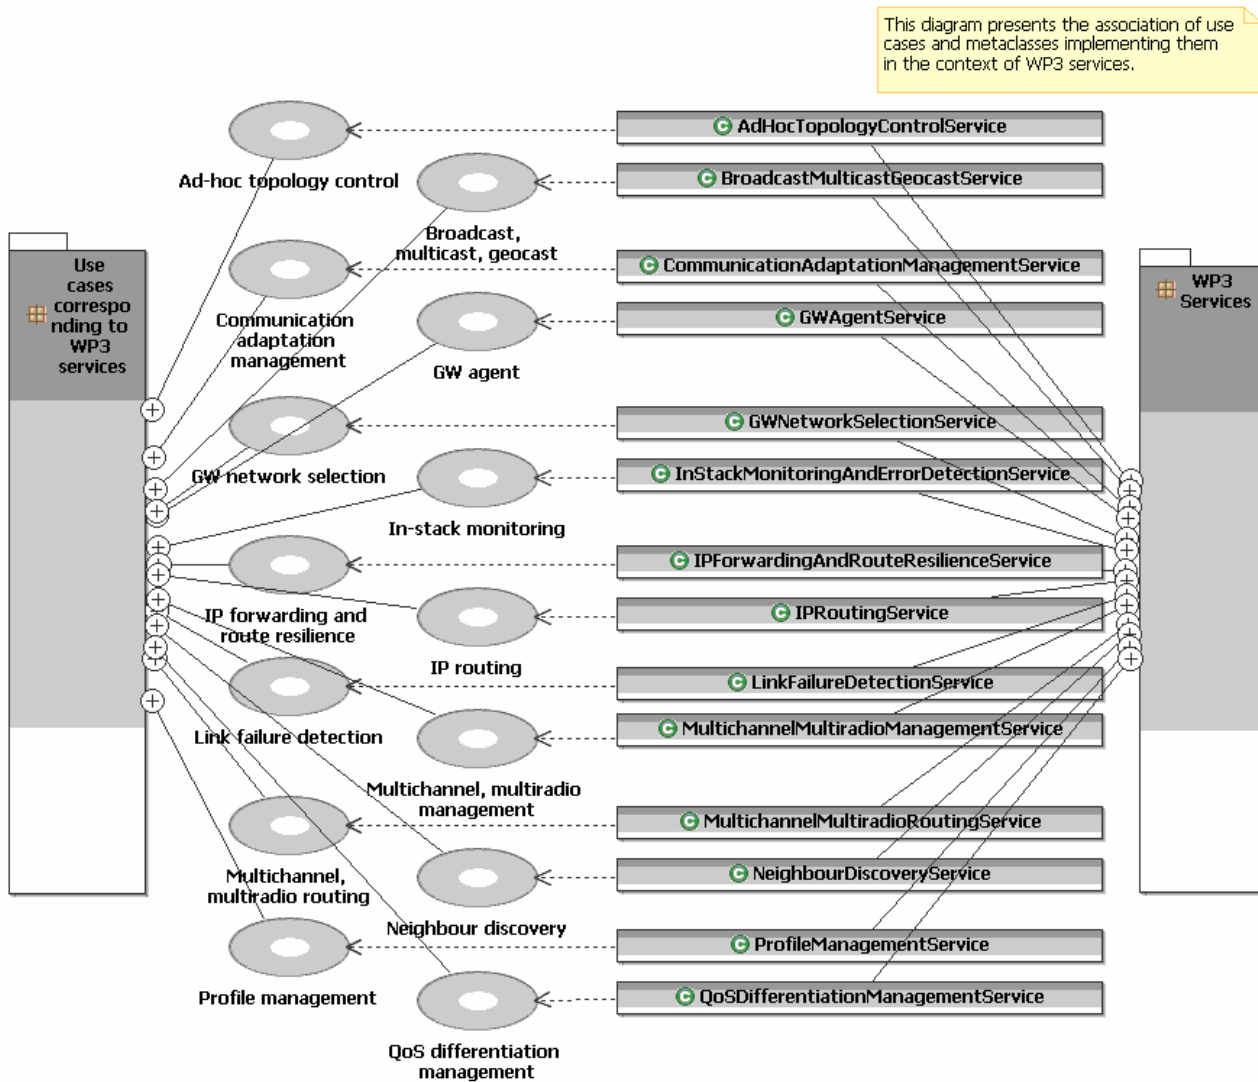 This diagram presents the association of use
cases and metaclasses implementing them
in the context of WP3 services.
AdHocTopologyControlService
Ad-hoc topology control
BroadcastMulticastGeocastService
Broadcast,
multicast, geocast
Use
cases
correspo
nding to
WP3
services
CommunicationAdaptationManagementService
WP3
Services
Communication
adaptation
management
GWAgentService
GW agent
GWNetworkSelectionService
GW network selection
InStackMonitoringAndErrorDetectionService
In-stack monitoring
IPForwardingAndRouteResilienceService
IP forwarding and
route resilience
IPRoutingService
IP routing
LinkFailureDetectionService
Link failure detection
MultichannelMultiradioManagementService
Multichannel, multiradio
management
MultichannelMultiradioRoutingService
Multichannel,
multiradio routing
NeighbourDiscoveryService
Neighbour discovery
ProfileManagementService
Profile management
QoSDifferentiationManagementService
QoS differentiation
management